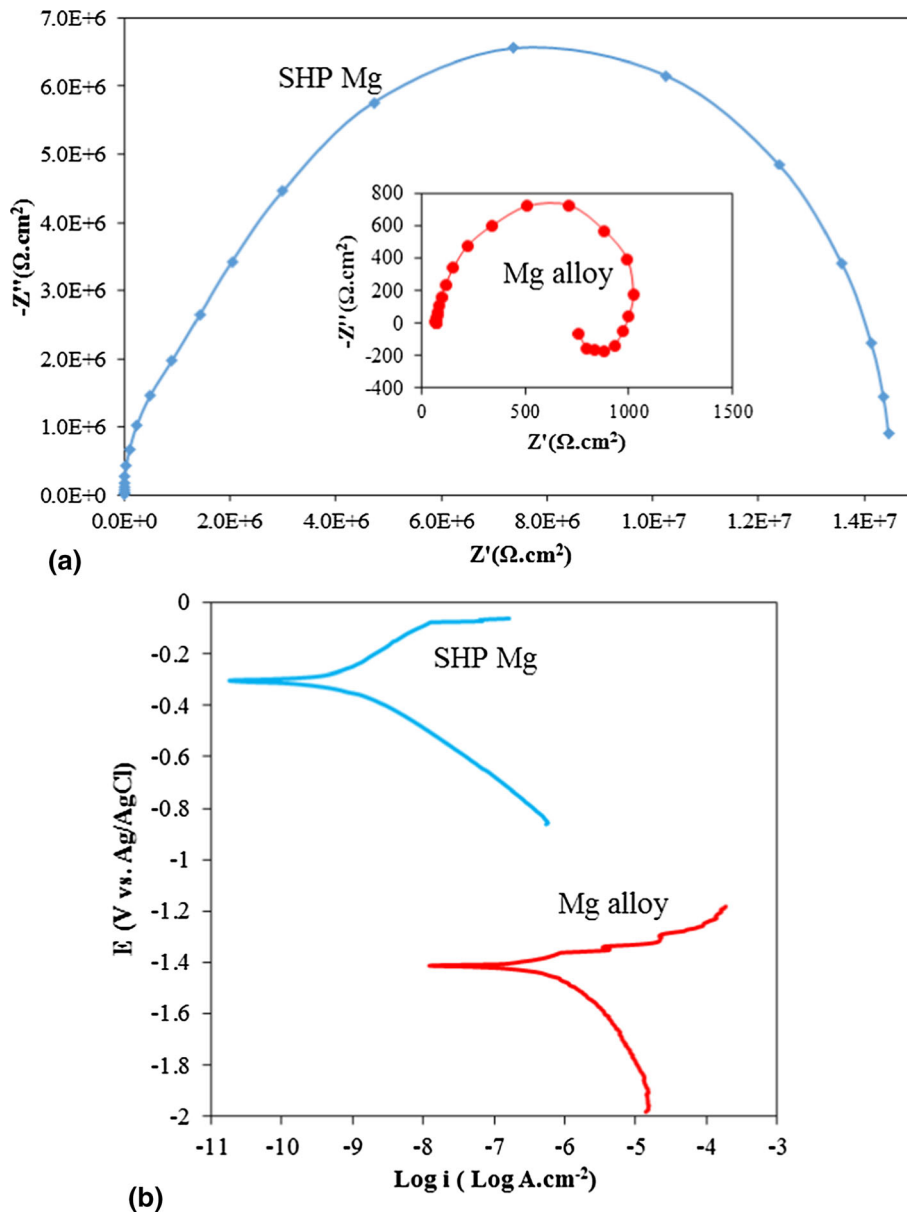 7.0E+6
6.0E+6
5.0E+6
4.0E+6
3.0E+6
2.0E+6
1.0E+6
0.0E+0
-Z''(Ω.cm²)
SHP Mg
800
600
400
200
0
-200
-400
-Z''(Ω.cm²)
Mg alloy
0 500 1000 1500
Z'(Ω.cm²)
0.0E+0 2.0E+6 4.0E+6 6.0E+6 8.0E+6 1.0E+7 1.2E+7 1.4E+7
Z'(Ω.cm²)
(a)
0
-0.2
-0.4
-0.6
-0.8
-1
-1.2
-1.4
-1.6
-1.8
-2
E (V vs. Ag/AgCl)
SHP Mg
Mg alloy
-11 -10 -9 -8 -7 -6 -5 -4 -3
Log i ( Log A.cm⁻²)
(b)